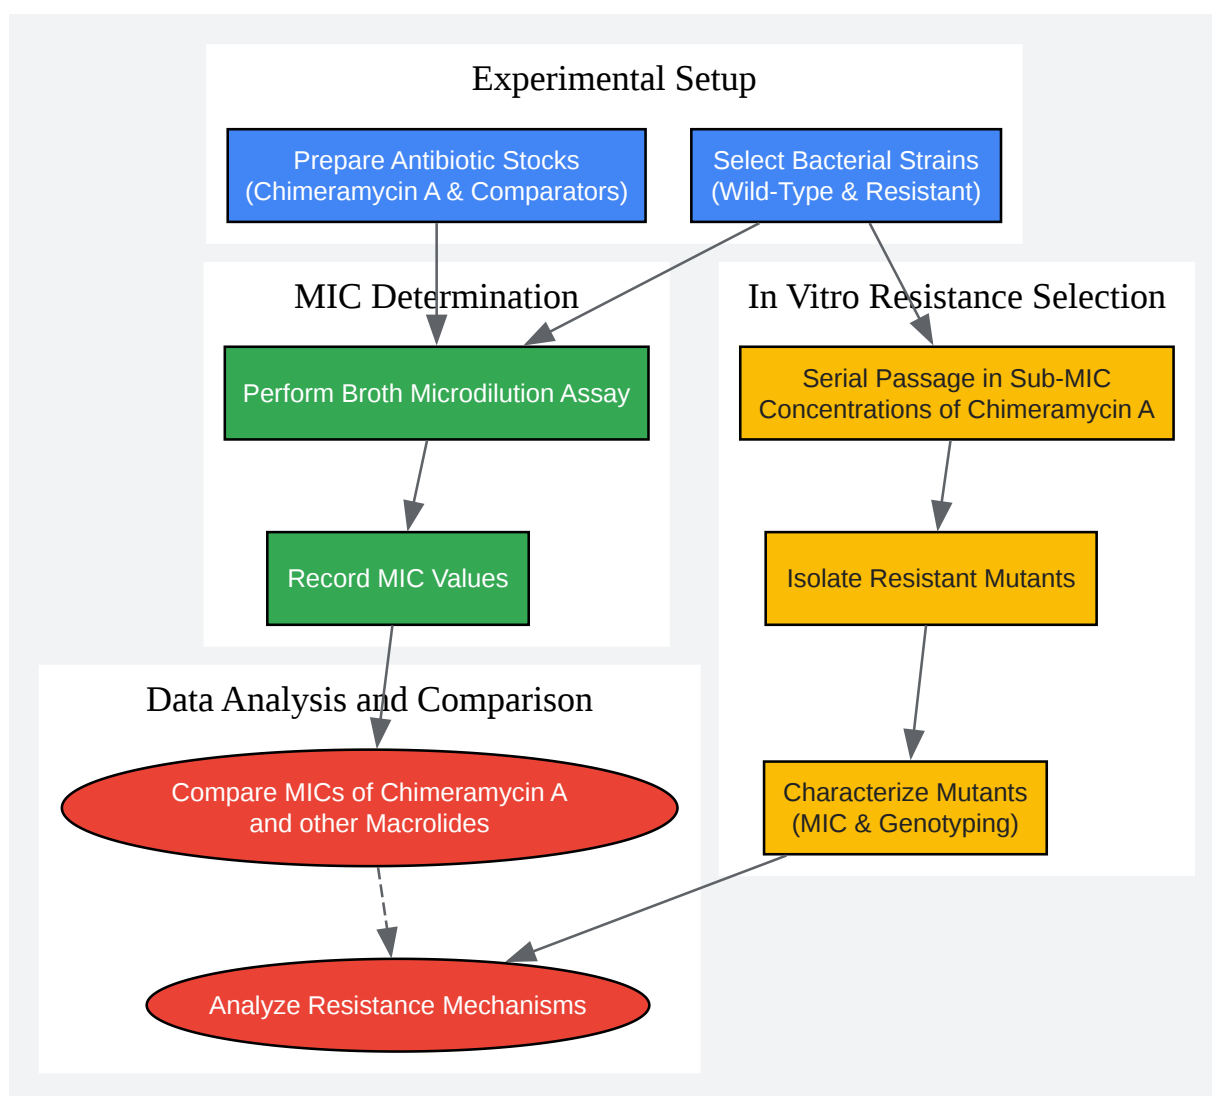 Experimental Setup
Prepare Antibiotic Stocks
(Chimeramycin A & Comparators)
Select Bacterial Strains
(Wild-Type & Resistant)
MIC Determination
In Vitro Resistance Selection
Perform Broth Microdilution Assay
Serial Passage in Sub-MIC
Concentrations of Chimeramycin A
Record MIC Values
Isolate Resistant Mutants
Data Analysis and Comparison
Compare MICs of Chimeramycin A
and other Macrolides
Characterize Mutants
(MIC & Genotyping)
Analyze Resistance Mechanisms